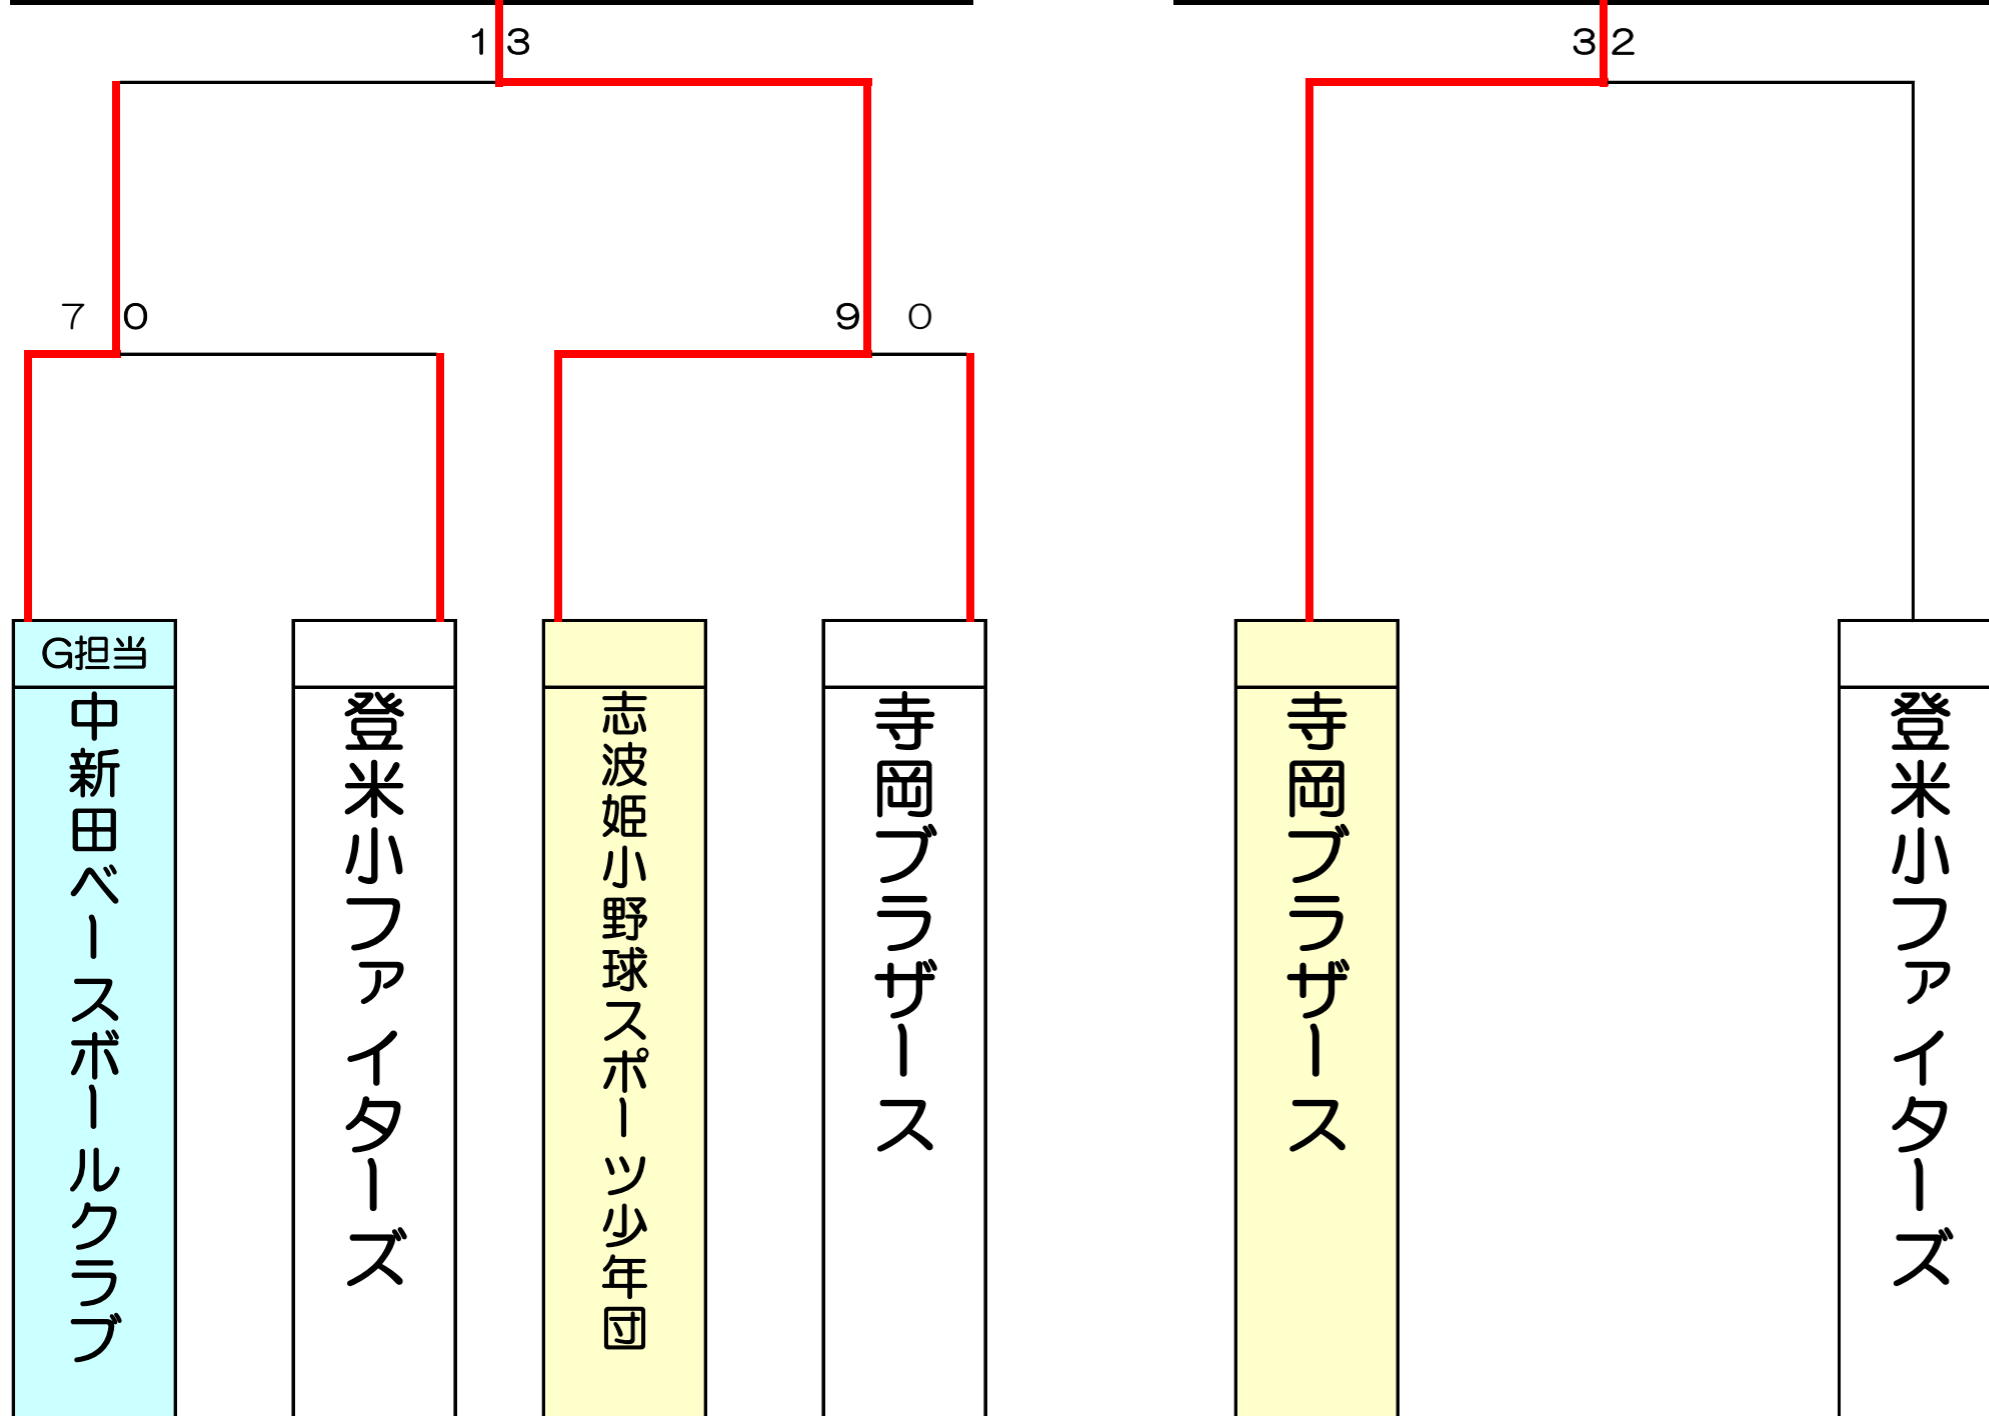 1 3
3 2
7 0
9 0
G担当
中新田ベースボールクラブ
登米小ファイターズ
志波姫小野球スポーツ少年団
寺岡ブラザース
寺岡ブラザース
登米小ファイターズ